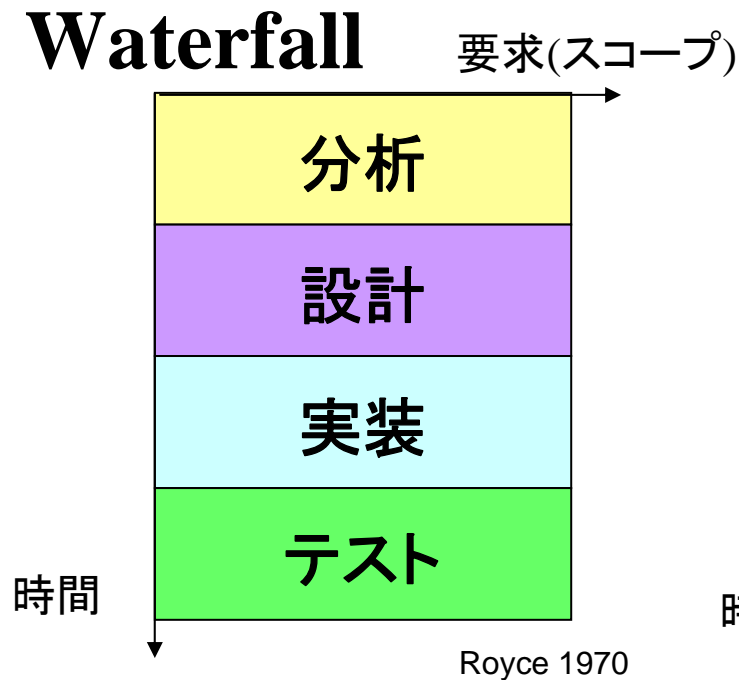 Waterfall
要求(スコープ)
分析
設計
実装
テスト
時間
Royce 1970